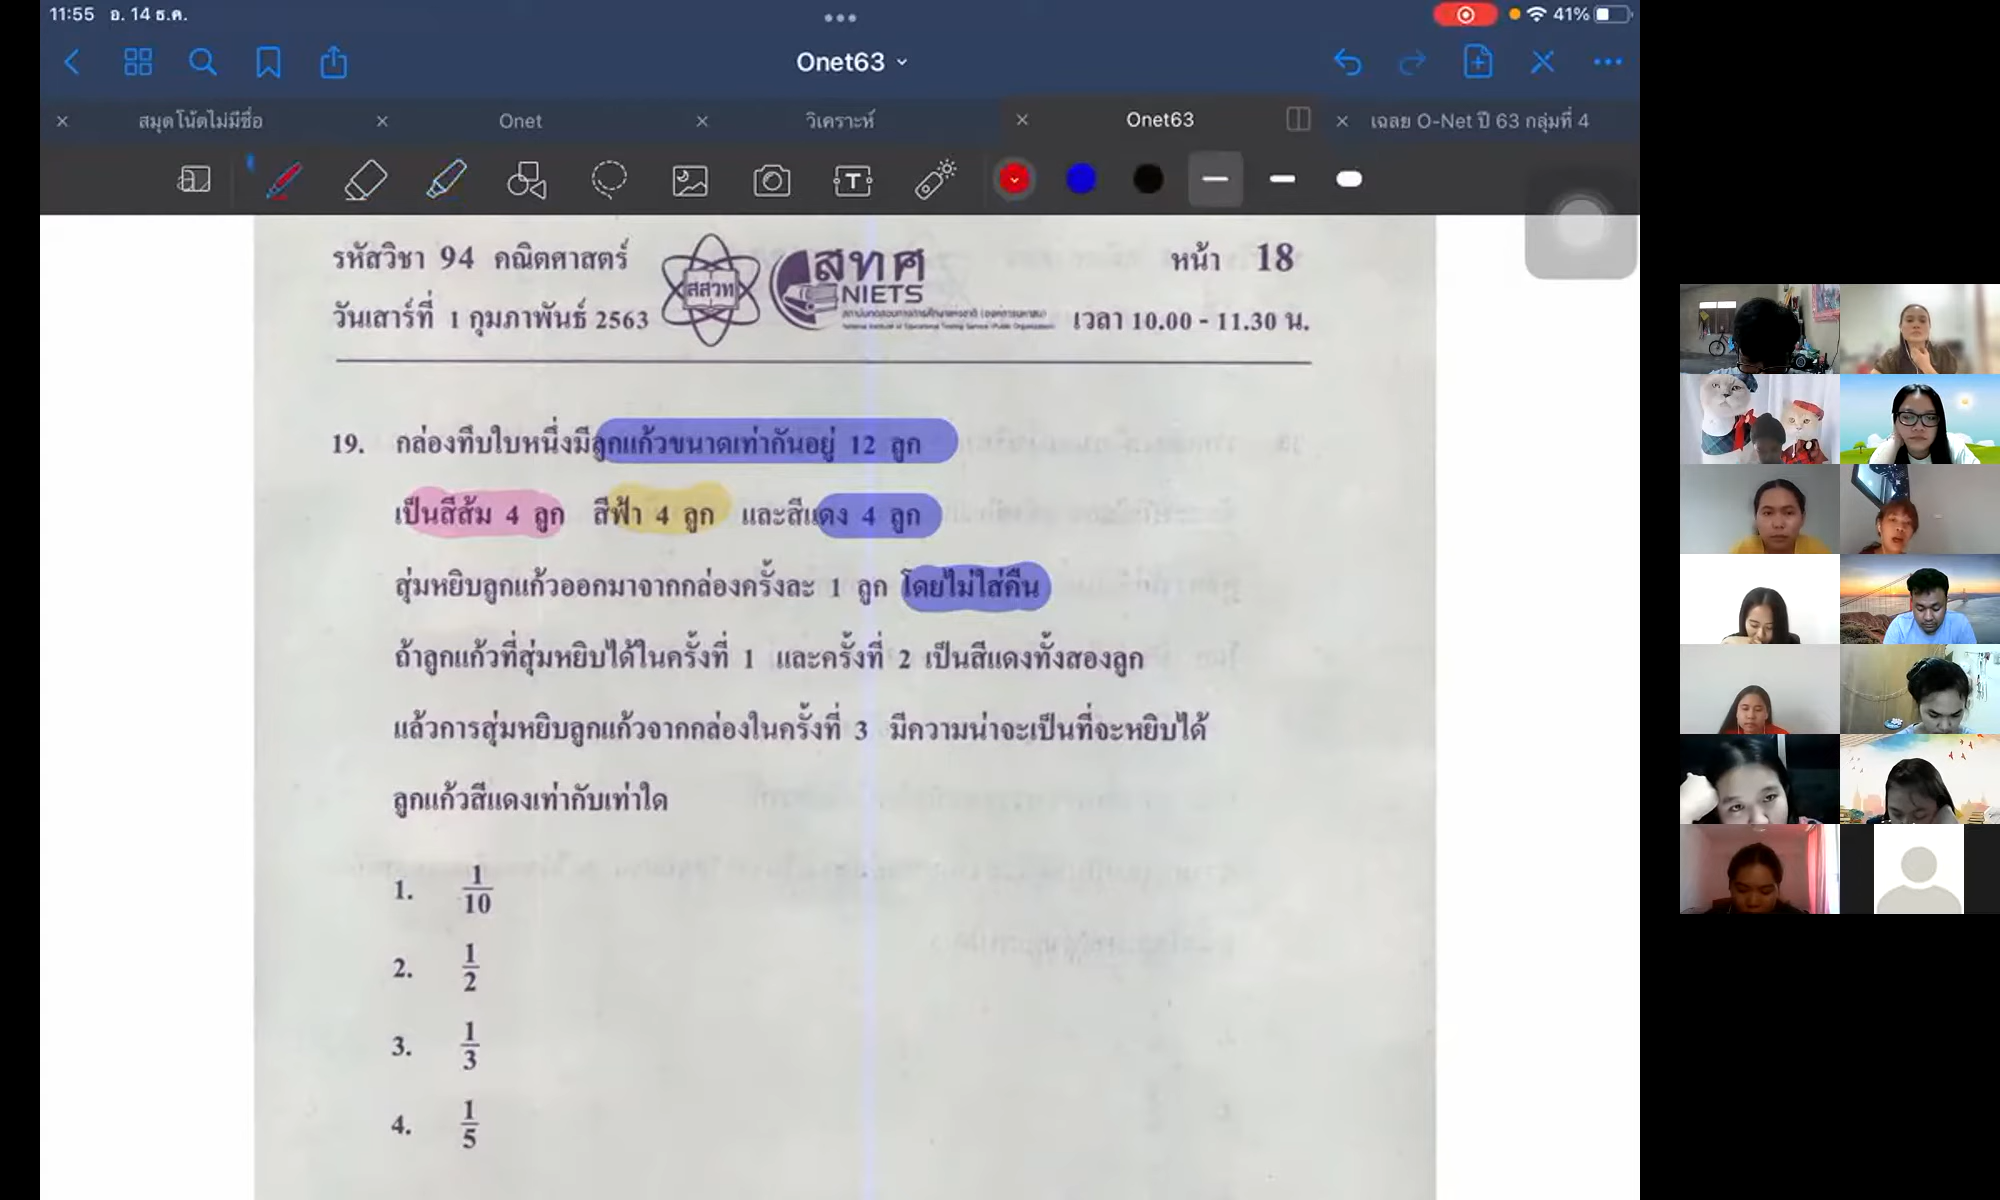 11:55 อ. 14 ธ.ค.
41%
Onet63
สมุดโน้ตไม่มีชื่อ
Onet
วิเคราะห์
Onet63
เฉลย O-Net ปี 63 กลุ่มที่ 4
รหัสวิชา 94 คณิตศาสตร์
สสวท
สทศ
NIETS
หน้า 18
วันเสาร์ที่ 1 กุมภาพันธ์ 2563
เวลา 10.00 - 11.30 น.
19. กล่องทึบใบหนึ่งมีลูกแก้วขนาดเท่ากันอยู่ 12 ลูก
เป็นสีส้ม 4 ลูก สีฟ้า 4 ลูก และสีแดง 4 ลูก
สุ่มหยิบลูกแก้วออกมาจากกล่องครั้งละ 1 ลูก โดยไม่ใส่คืน
ถ้าลูกแก้วที่สุ่มหยิบได้ในครั้งที่ 1 และครั้งที่ 2 เป็นสีแดงทั้งสองลูก
แล้วการสุ่มหยิบลูกแก้วจากกล่องในครั้งที่ 3 มีความน่าจะเป็นที่จะหยิบได้
ลูกแก้วสีแดงเท่ากับเท่าใด
1. 1/10
2. 1/2
3. 1/3
4. 1/5